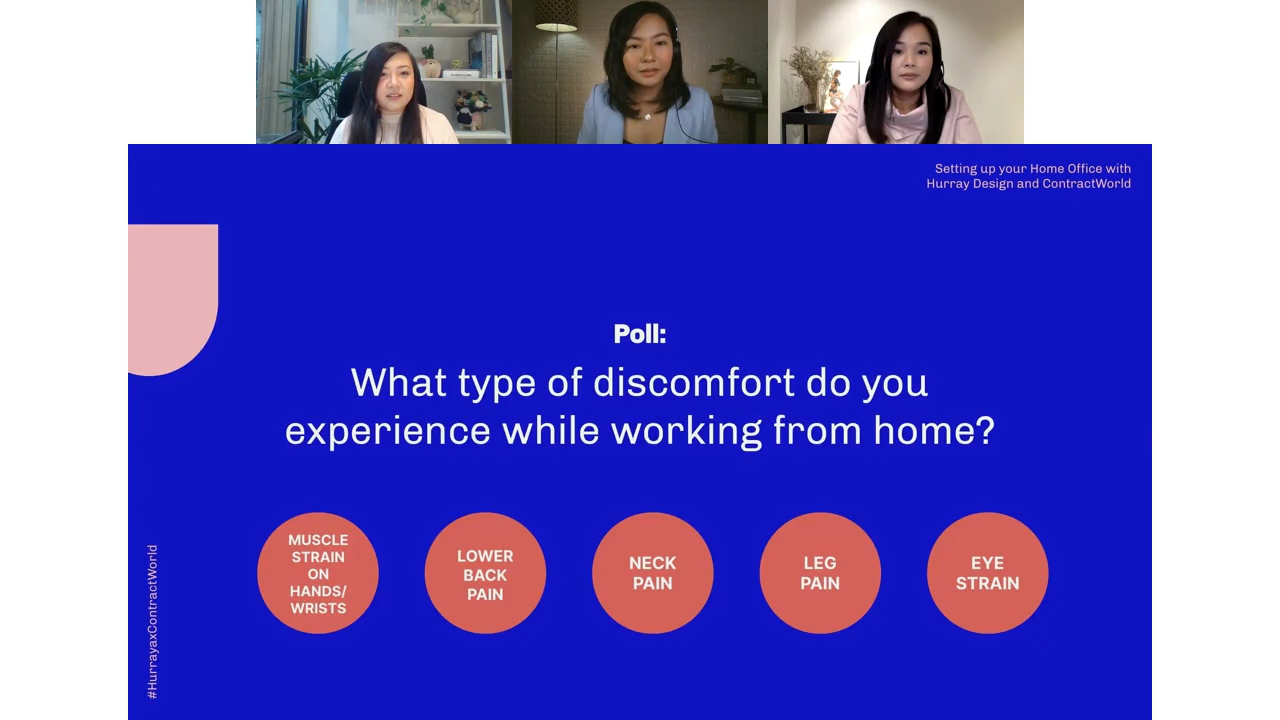 Setting up your Home Office with
Hurray Design and ContractWorld
Poll:
What type of discomfort do you
experience while working from home?
MUSCLE
STRAIN
ON
HANDS/
WRISTS
LOWER
BACK
PAIN
NECK
PAIN
LEG
PAIN
EYE
STRAIN
#HurrayaxContractWorld